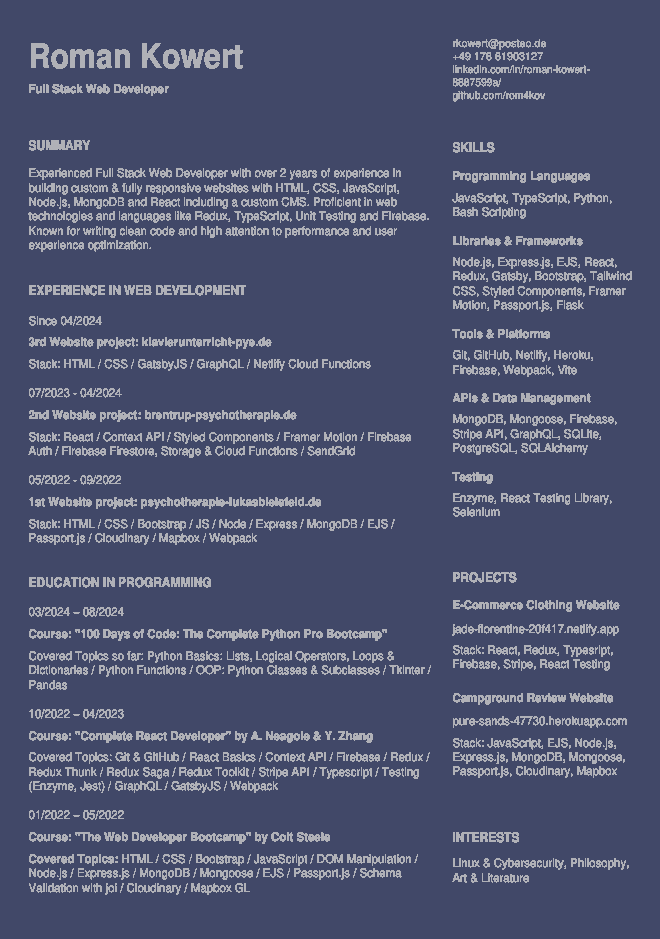 Roman Kowert
Full Stack Web Developer
rkowert@posteo.de
+49 176 61903127
linkedin.com/in/roman-kowert-
8687599a/
github.com/rom4kov
SUMMARY
Experienced Full Stack Web Developer with over 2 years of experience in
building custom & fully responsive websites with HTML, CSS, JavaScript,
Node.js, MongoDB and React including a custom CMS. Proficient in web
technologies and languages like Redux, TypeScript, Unit Testing and Firebase.
Known for writing clean code and high attention to performance and user
experience optimization.
EXPERIENCE IN WEB DEVELOPMENT
Since 04/2024
3rd Website project: klavierunterricht-pye.de
Stack: HTML / CSS / GatsbyJS / GraphQL / Netlify Cloud Functions
07/2023 - 04/2024
2nd Website project: brentrup-psychotherapie.de
Stack: React / Context API / Styled Components / Framer Motion / Firebase
Auth / Firebase Firestore, Storage & Cloud Functions / SendGrid
05/2022 - 09/2022
1st Website project: psychotherapie-lukasbielefeld.de
Stack: HTML / CSS / Bootstrap / JS / Node / Express / MongoDB / EJS /
Passport.js / Cloudinary / Mapbox / Webpack
EDUCATION IN PROGRAMMING
03/2024 – 08/2024
Course: "100 Days of Code: The Complete Python Pro Bootcamp"
Covered Topics so far: Python Basics: Lists, Logical Operators, Loops &
Dictionaries / Python Functions / OOP: Python Classes & Subclasses / Tkinter /
Pandas
10/2022 – 04/2023
Course: "Complete React Developer" by A. Neagoie & Y. Zhang
Covered Topics: Git & GitHub / React Basics / Context API / Firebase / Redux /
Redux Thunk / Redux Saga / Redux Toolkit / Stripe API / Typescript / Testing
(Enzyme, Jest) / GraphQL / GatsbyJS / Webpack
01/2022 – 05/2022
Course: "The Web Developer Bootcamp" by Colt Steele
Covered Topics: HTML / CSS / Bootstrap / JavaScript / DOM Manipulation /
Node.js / Express.js / MongoDB / Mongoose / EJS / Passport.js / Schema
Validation with joi / Cloudinary / Mapbox GL
SKILLS
Programming Languages
JavaScript, TypeScript, Python,
Bash Scripting
Libraries & Frameworks
Node.js, Express.js, EJS, React,
Redux, Gatsby, Bootstrap, Tailwind
CSS, Styled Components, Framer
Motion, Passport.js, Flask
Tools & Platforms
Git, GitHub, Netlify, Heroku,
Firebase, Webpack, Vite
APIs & Data Management
MongoDB, Mongoose, Firebase,
Stripe API, GraphQL, SQLite,
PostgreSQL, SQLAlchemy
Testing
Enzyme, React Testing Library,
Selenium
PROJECTS
E-Commerce Clothing Website
jade-florentine-20f417.netlify.app
Stack: React, Redux, Typesript,
Firebase, Stripe, React Testing
Campground Review Website
pure-sands-47730.herokuapp.com
Stack: JavaScript, EJS, Node.js,
Express.js, MongoDB, Mongoose,
Passport.js, Cloudinary, Mapbox
INTERESTS
Linux & Cybersecurity, Philosophy,
Art & Literature